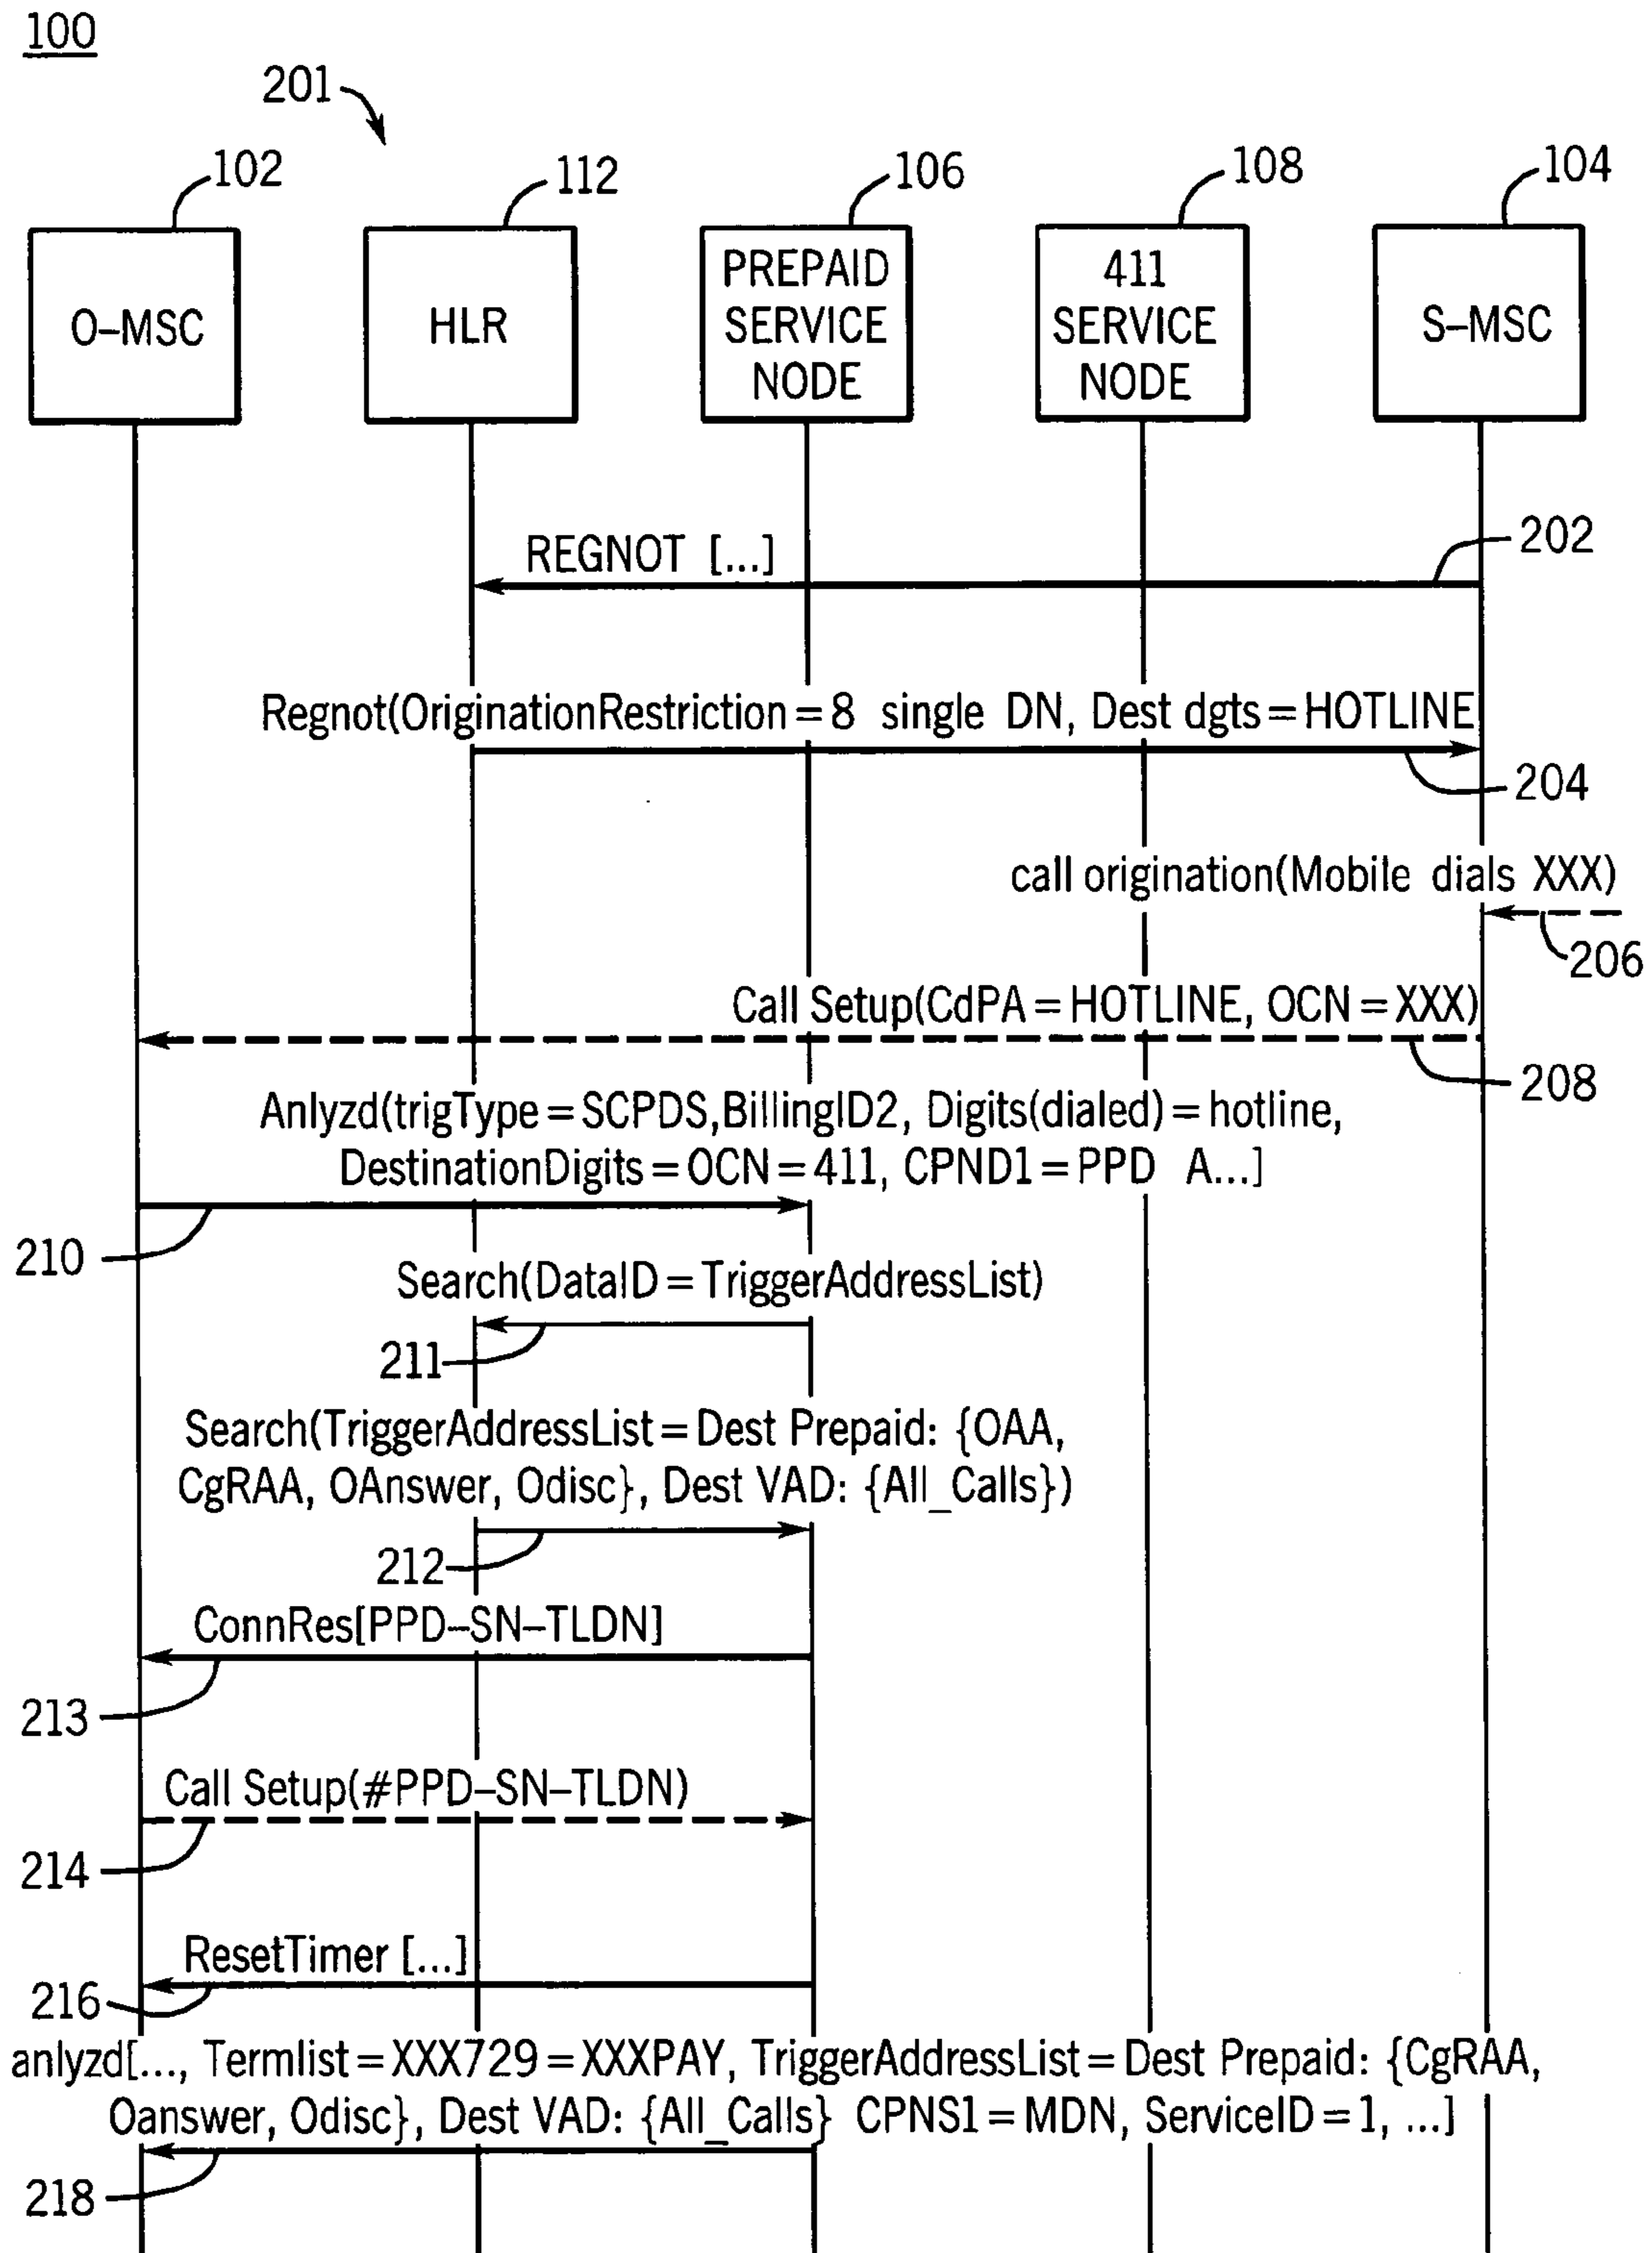 100
201
102
112
106
108
104
O–MSC
HLR
PREPAID
SERVICE
NODE
411
SERVICE
NODE
S–MSC
REGNOT [...]
202
Regnot(OriginationRestriction=8 single DN, Dest dgts=HOTLINE
204
call origination(Mobile dials XXX)
206
Call Setup(CdPA=HOTLINE, OCN=XXX)
208
Anlyzd(trigType=SCPDS,BillingID2, Digits(dialed)=hotline,
DestinationDigits=OCN=411, CPND1=PPD A...]
210
Search(DataID=TriggerAddressList)
211
Search(TriggerAddressList=Dest Prepaid: {OAA,
CgRAA, OAnswer, Odisc}, Dest VAD: {All_Calls})
212
ConnRes[PPD–SN–TLDN]
213
Call Setup(#PPD–SN–TLDN)
214
ResetTimer [...]
216
anlyzd[..., Termlist=XXX729=XXXPAY, TriggerAddressList=Dest Prepaid: {CgRAA,
Oanswer, Odisc}, Dest VAD: {All_Calls} CPNS1=MDN, ServiceID=1, ...]
218